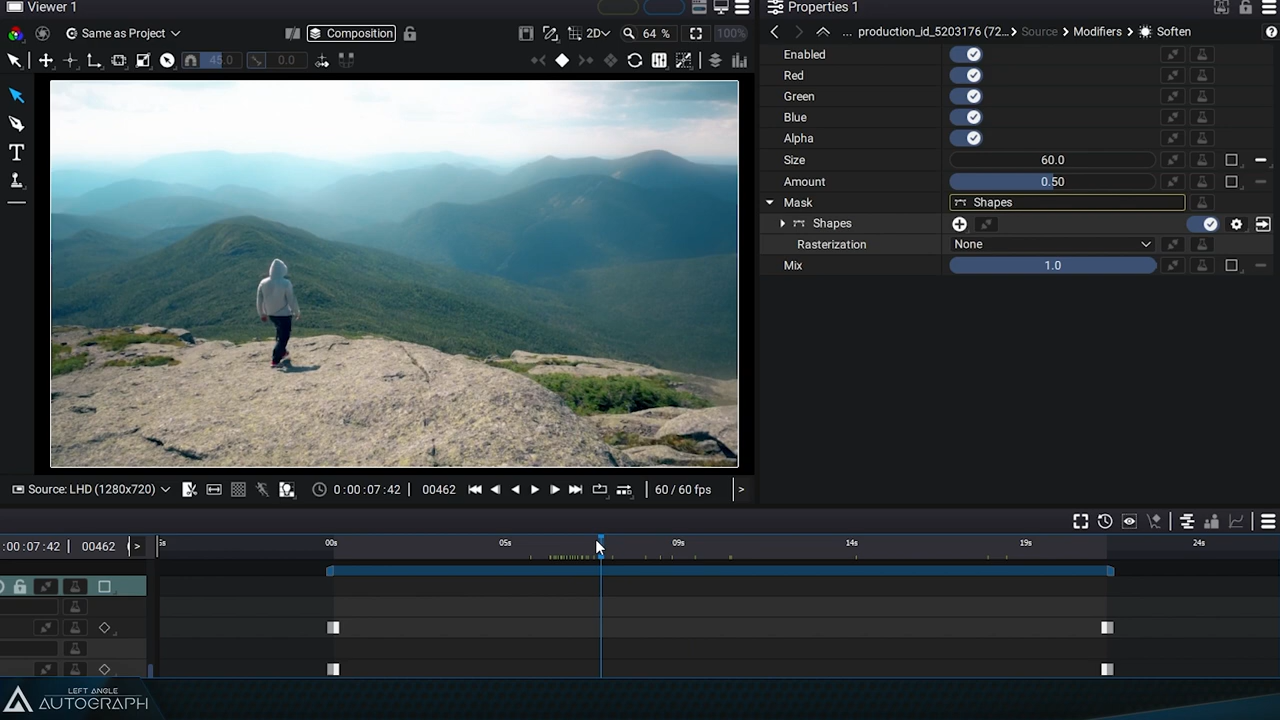 Viewer 1
Same as Project
Composition
2D
64 %
100%
45.0
0.0
Source: LHD (1280x720)
0:00:07:42
00462
60 / 60 fps
>
Properties 1
... production_id_5203176 (72...
Source
Modifiers
Soften
?
Enabled
Red
Green
Blue
Alpha
Size
60.0
Amount
0.50
Mask
Shapes
Shapes
Rasterization
None
Mix
1.0
:00:07:42
00462
>
s
00s
05s
09s
14s
19s
24s
LEFT ANGLE
AUTOGRAPH